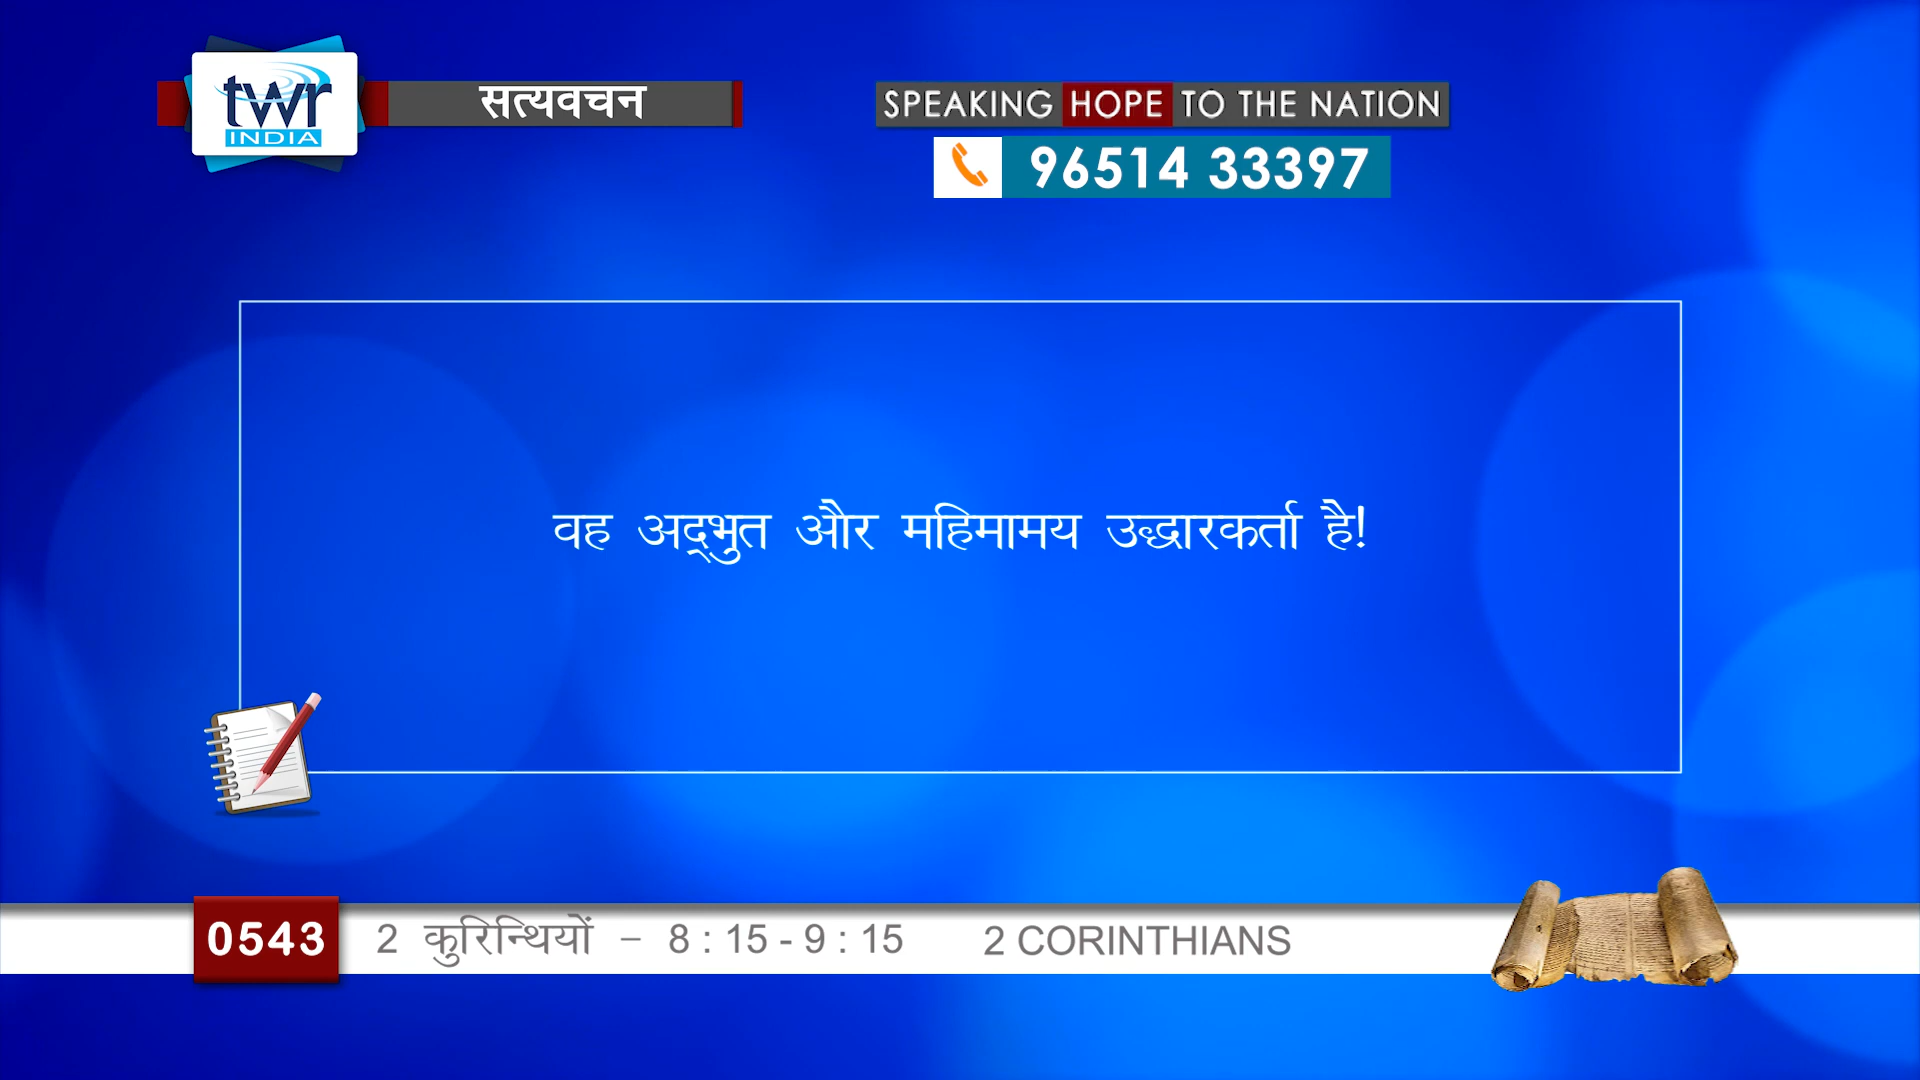 twr
INDIA
सत्यवचन
SPEAKING HOPE TO THE NATION
96514 33397
वह अद्‌भुत और महिमामय उद्धारकर्ता है!
0543 2 कुरिन्थियों – 8 : 15 - 9 : 15 2 CORINTHIANS